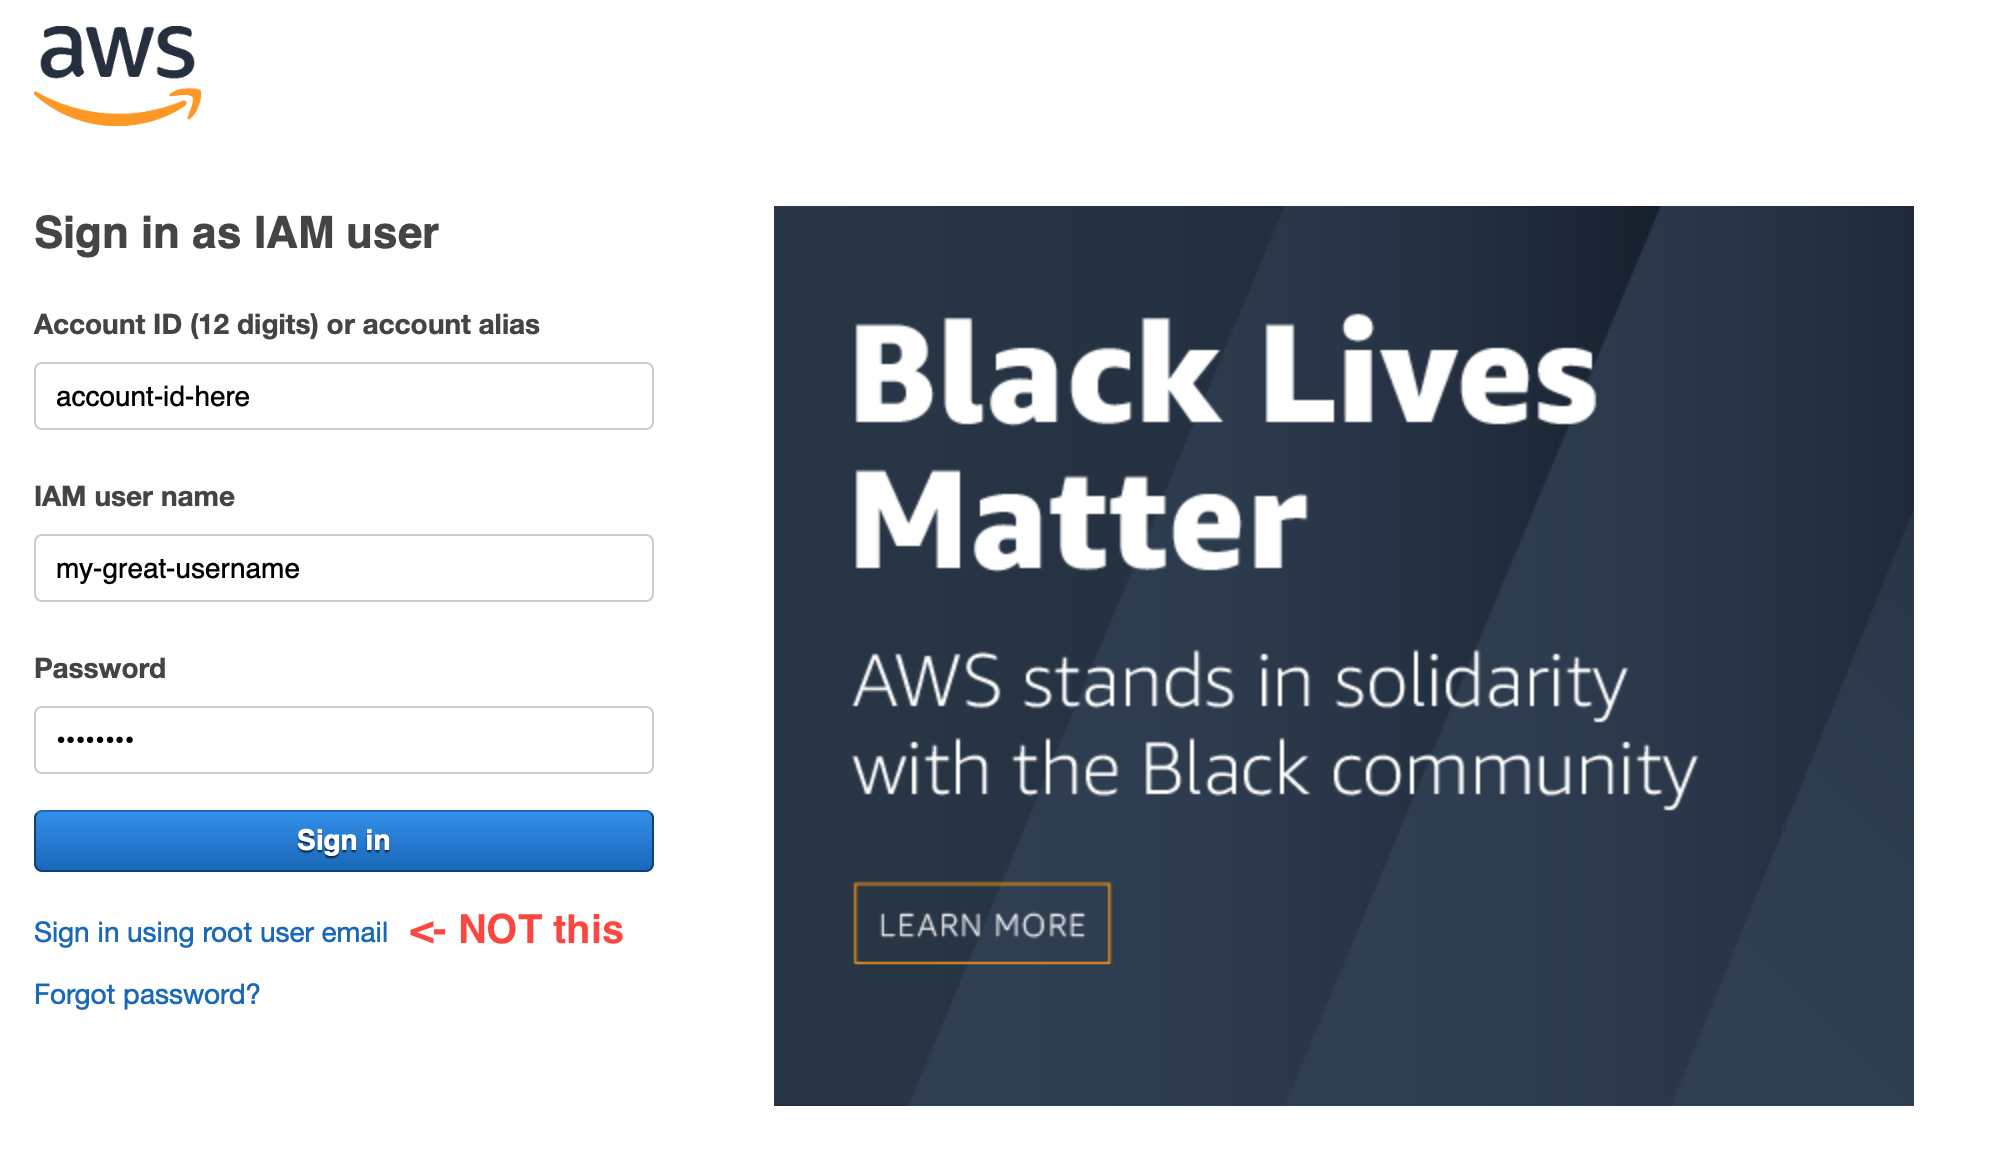 aws
Sign in as IAM user
Account ID (12 digits) or account alias
account-id-here
IAM user name
my-great-username
Password
••••••••
Sign in
Sign in using root user email <- NOT this
Forgot password?
Black Lives
Matter
AWS stands in solidarity
with the Black community
LEARN MORE